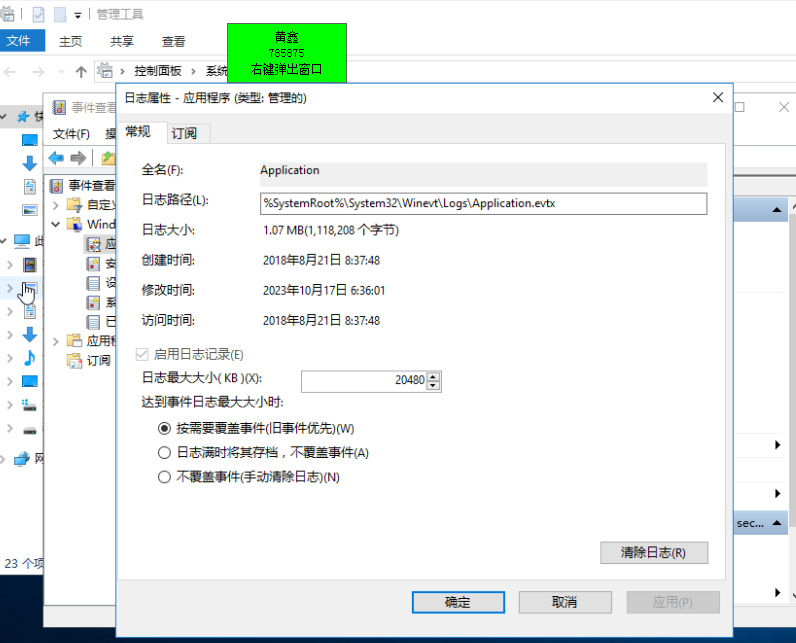 管理工具
文件
主页
共享
查看
黄鑫
785875
右键弹出窗口
控制面板
系统
日志属性 - 应用程序 (类型: 管理的)
事件查看
文件(F)
常规
订阅
全名(F):
Application
日志路径(L):
%SystemRoot%\System32\Winevt\Logs\Application.evtx
事件查看
自定义
日志大小:
1.07 MB(1,118,208 个字节)
Wind
创建时间:
2018年8月21日 8:37:48
修改时间:
2023年10月17日 6:36:01
访问时间:
2018年8月21日 8:37:48
应用程
启用日志记录(E)
订阅
日志最大大小( KB )(X):
20480
达到事件日志最大大小时:
按需要覆盖事件(旧事件优先)(W)
日志满时将其存档，不覆盖事件(A)
不覆盖事件(手动清除日志)(N)
sec...
清除日志(R)
23 个项
确定
取消
应用(P)